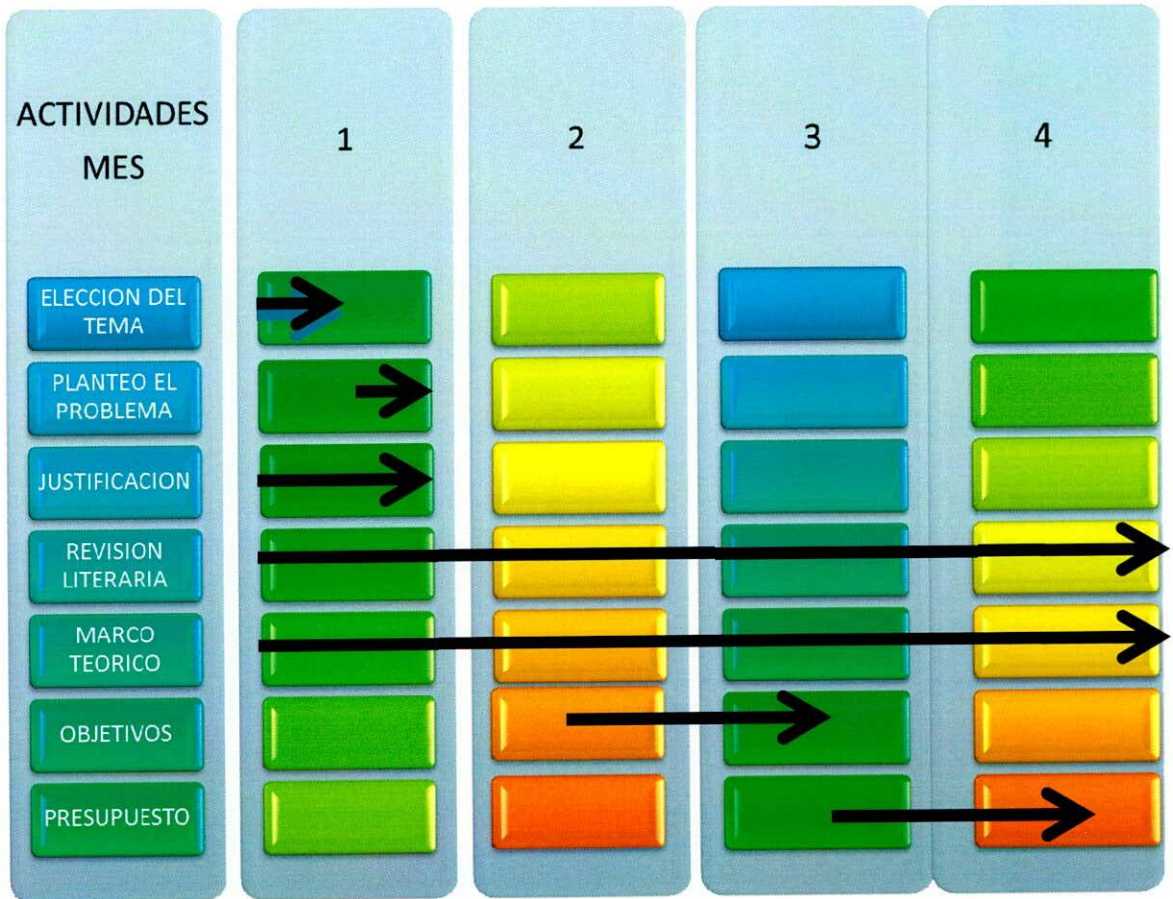 ACTIVIDADES
MES
1
2
3
4
ELECCION DEL
TEMA
PLANTEO EL
PROBLEMA
JUSTIFICACION
REVISION
LITERARIA
MARCO
TEORICO
OBJETIVOS
PRESUPUESTO